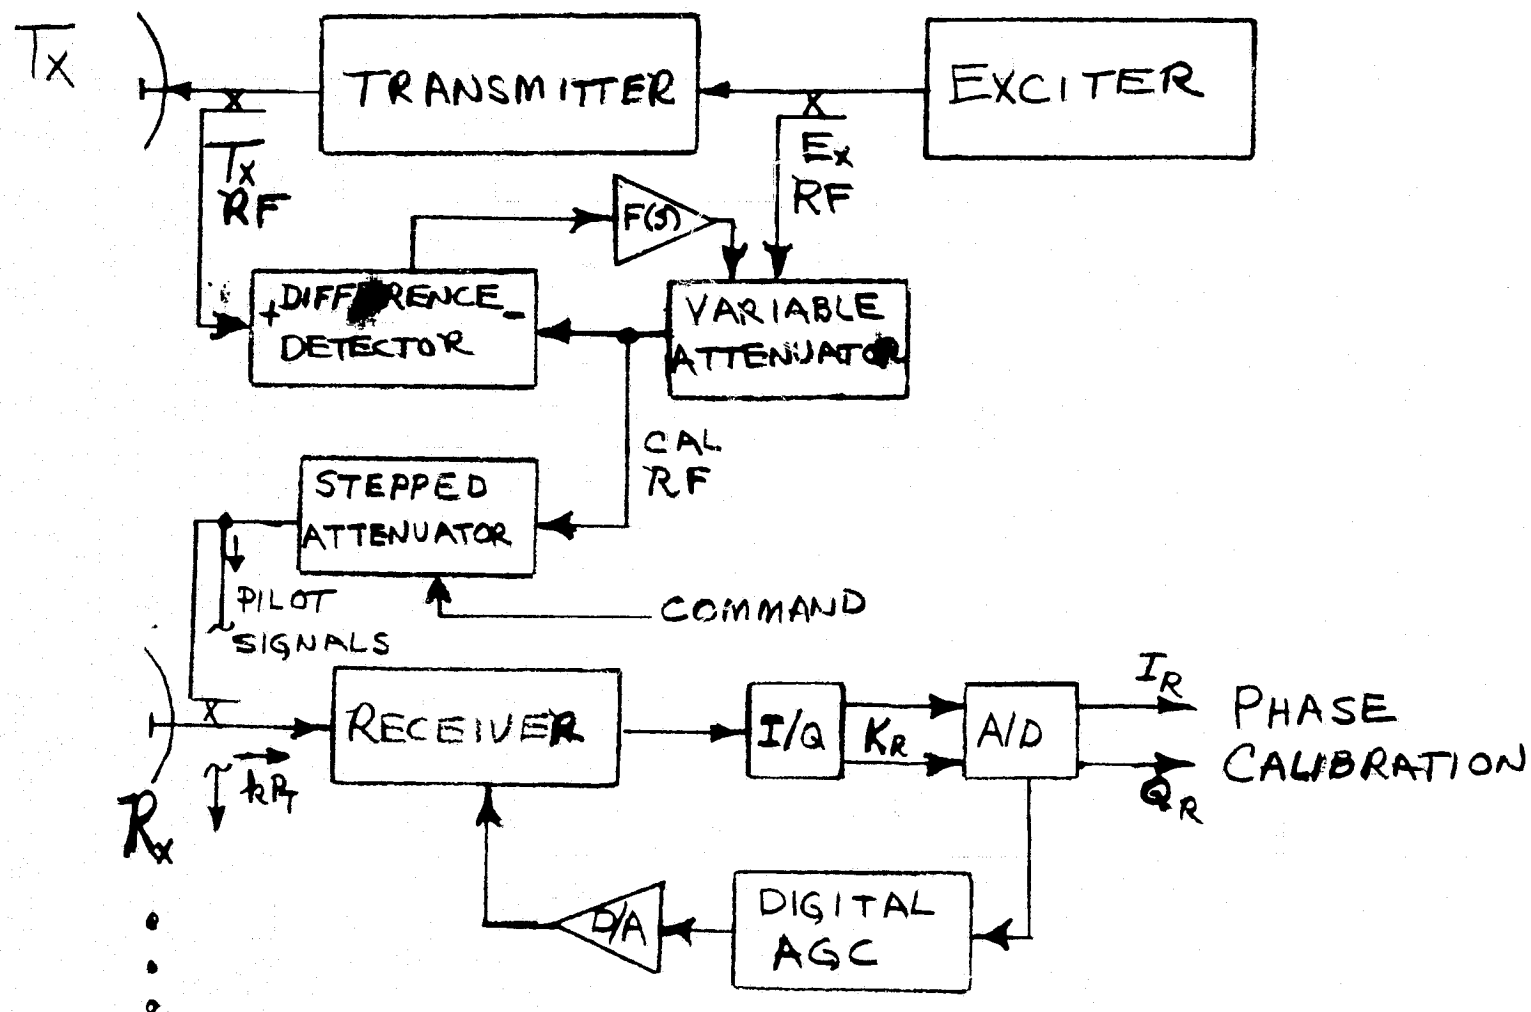 Tx
TRANSMITTER
EXCITER
Tx
RF
Ex
RF
F(s)
+ DIFFERENCE -
DETECTOR
VARIABLE
ATTENUATOR
CAL
RF
STEPPED
ATTENUATOR
PILOT
SIGNALS
COMMAND
RECEIVER
I/Q
KR
A/D
IR
QR
PHASE
CALIBRATION
kPT
Rx
D/A
DIGITAL
AGC